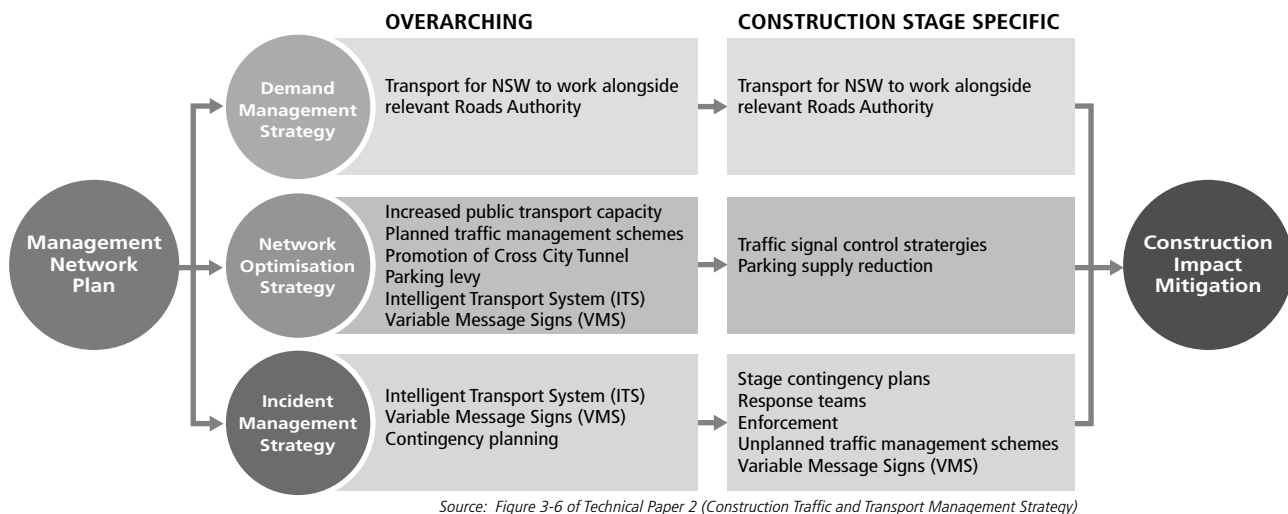 OVERARCHING
CONSTRUCTION STAGE SPECIFIC
Management
Network
Plan
Demand
Management
Strategy
Transport for NSW to work alongside
relevant Roads Authority
Transport for NSW to work alongside
relevant Roads Authority
Network
Optimisation
Strategy
Increased public transport capacity
Planned traffic management schemes
Promotion of Cross City Tunnel
Parking levy
Intelligent Transport System (ITS)
Variable Message Signs (VMS)
Traffic signal control stratergies
Parking supply reduction
Incident
Management
Strategy
Intelligent Transport System (ITS)
Variable Message Signs (VMS)
Contingency planning
Stage contingency plans
Response teams
Enforcement
Unplanned traffic management schemes
Variable Message Signs (VMS)
Construction
Impact
Mitigation
Source: Figure 3-6 of Technical Paper 2 (Construction Traffic and Transport Management Strategy)